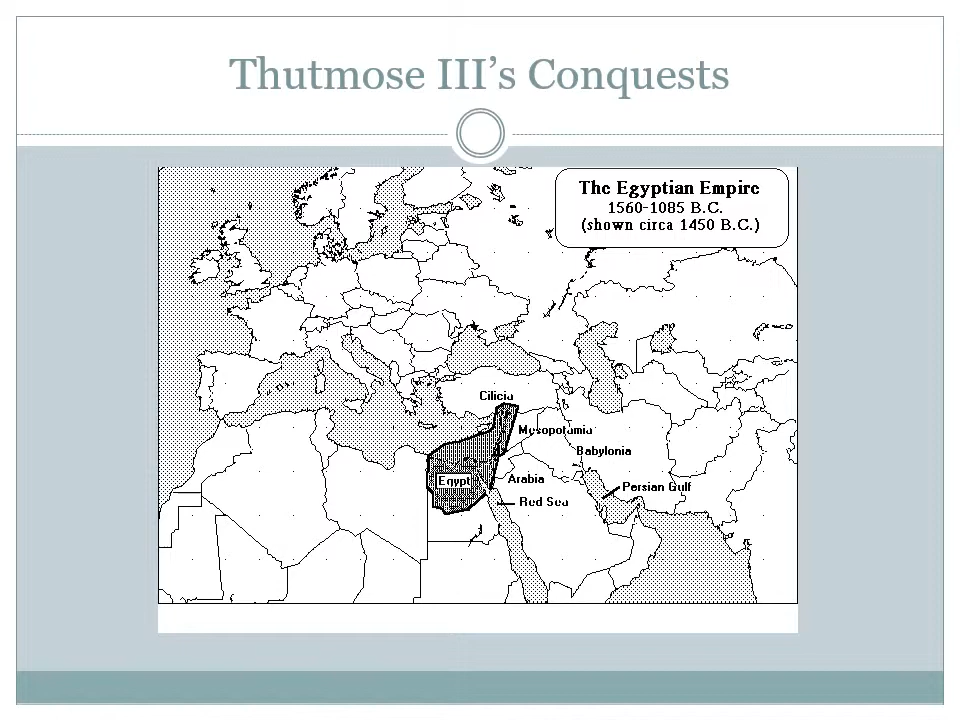 Thutmose III's Conquests
The Egyptian Empire
1560-1085 B.C.
(shown circa 1450 B.C.)
Cilicia
Mesopotamia
Babylonia
Egypt
Arabia
Persian Gulf
Red Sea